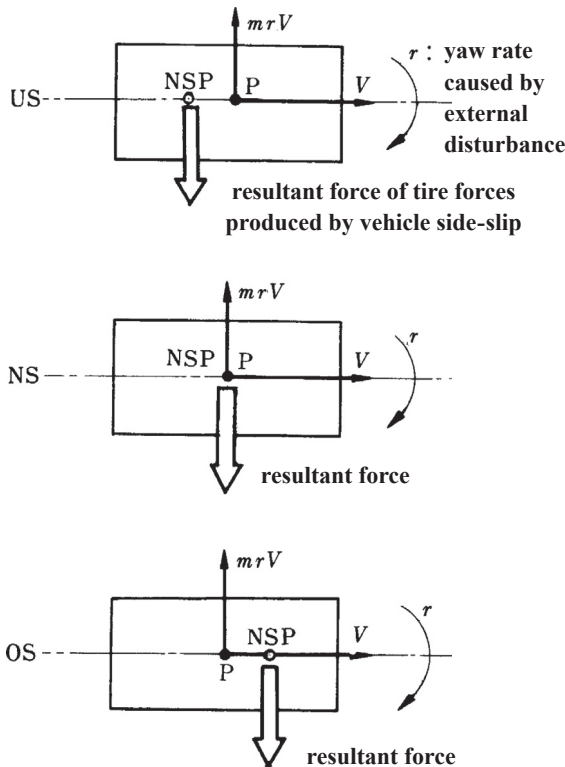 mrV
r : yaw rate
caused by
external
disturbance
US
NSP
P
V
resultant force of tire forces
produced by vehicle side-slip
mrV
r
NS
NSP
P
V
resultant force
mrV
r
OS
NSP
V
P
resultant force